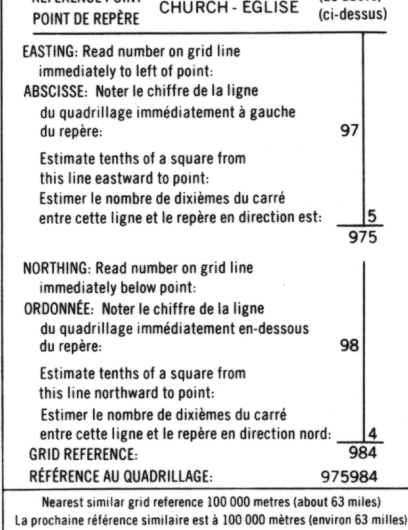 REFERENCE POINT
POINT DE REPÈRE
CHURCH - ÉGLISE
(ci-dessus)
EASTING: Read number on grid line
immediately to left of point:
ABSCISSE: Noter le chiffre de la ligne
du quadrillage immédiatement à gauche
du repère: 97
Estimate tenths of a square from
this line eastward to point:
Estimer le nombre de dixièmes du carré
entre cette ligne et le repère en direction est: 5
975
NORTHING: Read number on grid line
immediately below point:
ORDONNÉE: Noter le chiffre de la ligne
du quadrillage immédiatement en-dessous
du repère: 98
Estimate tenths of a square from
this line northward to point:
Estimer le nombre de dixièmes du carré
entre cette ligne et le repère en direction nord: 4
GRID REFERENCE: 984
RÉFÉRENCE AU QUADRILLAGE: 975984
Nearest similar grid reference 100 000 metres (about 63 miles)
La prochaine référence similaire est à 100 000 mètres (environ 63 milles)